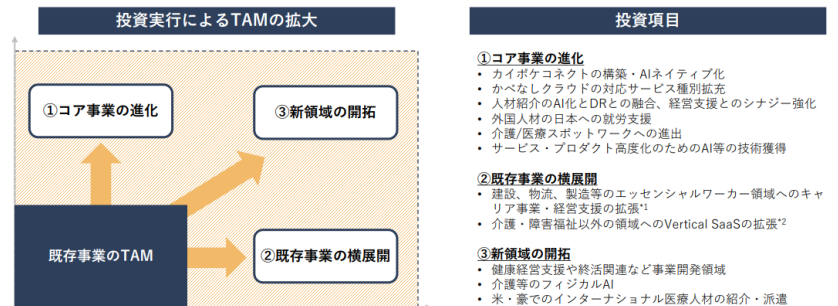 投資実行によるTAMの拡大
①コア事業の進化
③新領域の開拓
②既存事業の横展開
既存事業のTAM
投資項目
①コア事業の進化
• カイポケコネクトの構築・AIネイティブ化
• かべなしクラウドの対応サービス種別拡充
• 人材紹介のAI化とDRとの融合、経営支援とのシナジー強化
• 外国人材の日本への就労支援
• 介護/医療スポットワークへの進出
• サービス・プロダクト高度化のためのAI等の技術獲得
②既存事業の横展開
• 建設、物流、製造等のエッセンシャルワーカー領域へのキャ
リア事業・経営支援の拡張*1
• 介護・障害福祉以外の領域へのVertical SaaSの拡張*2
③新領域の開拓
• 健康経営支援や終活関連など事業開発領域
• 介護等のフィジカルAI
• 米・豪でのインターナショナル医療人材の紹介・派遣